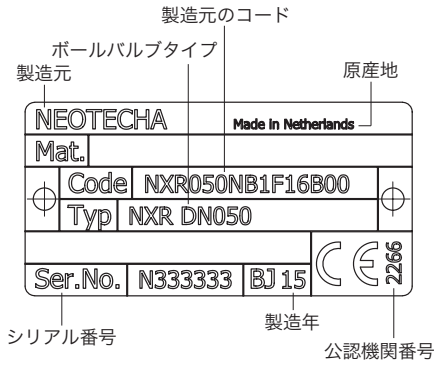 製造元のコード
ボールバルブタイプ
製造元
原産地
NEOTECHA Made in Netherlands
Mat.
Code NXR050NB1F16B00
Typ NXR DN050
Ser.No. N333333 BJ 15 CE 2266
シリアル番号
製造年
公認機関番号